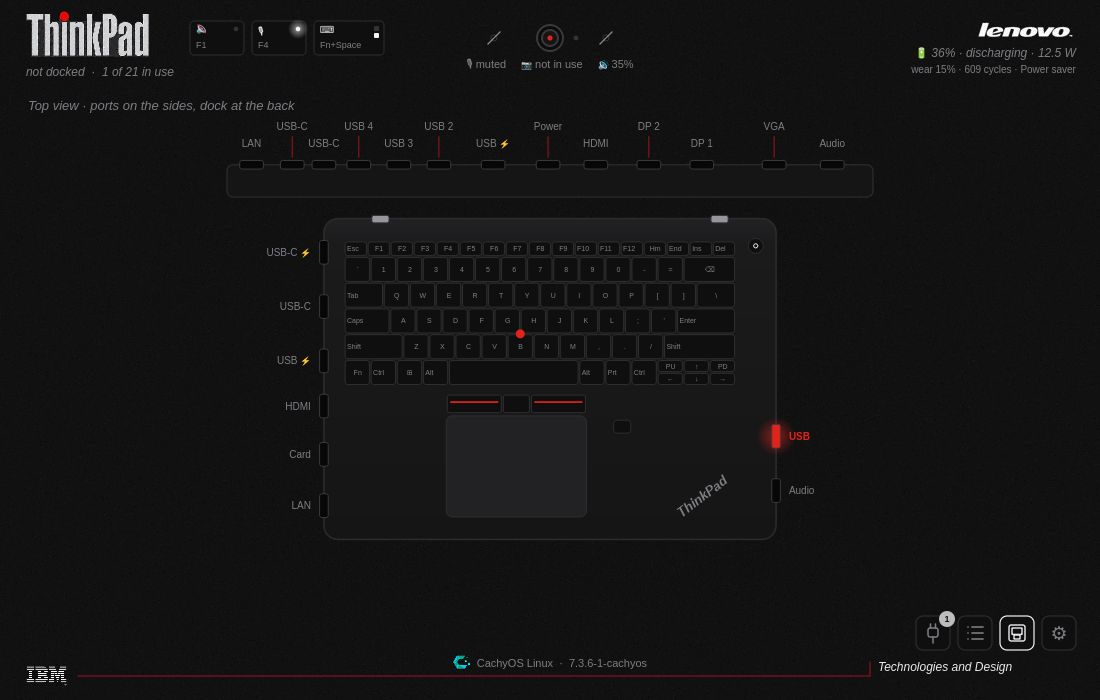 ThinkPad
F1
F4
Fn+Space
muted
not in use
35%
lenovo.
36% · discharging · 12.5 W
wear 15% · 609 cycles · Power saver
not docked · 1 of 21 in use
Top view · ports on the sides, dock at the back
USB-C USB 4 USB 2 Power DP 2 VGA
LAN USB-C USB 3 USB ⚡ HDMI DP 1 Audio
USB-C ⚡
USB-C
USB ⚡
HDMI
Card
LAN
Esc F1 F2 F3 F4 F5 F6 F7 F8 F9 F10 F11 F12 Hm End Ins Del
` 1 2 3 4 5 6 7 8 9 0 - = ⌫
Tab Q W E R T Y U I O P [ ] \
Caps A S D F G H J K L ; ' Enter
Shift Z X C V B N M , . / Shift
Fn Ctrl ⊞ Alt Alt Prt Ctrl PU ↑ PD
← ↓ →
USB
Audio
ThinkPad
1
IBM
CachyOS Linux · 7.3.6-1-cachyos
Technologies and Design